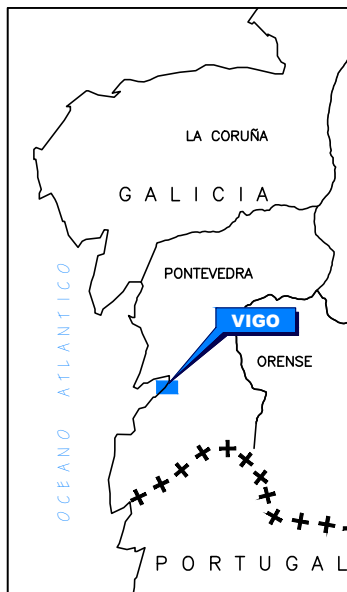 LA CORUÑA
GALICIA
PONTEVEDRA
VIGO
ORENSE
OCEANO ATLANTICO
PORTUGAL